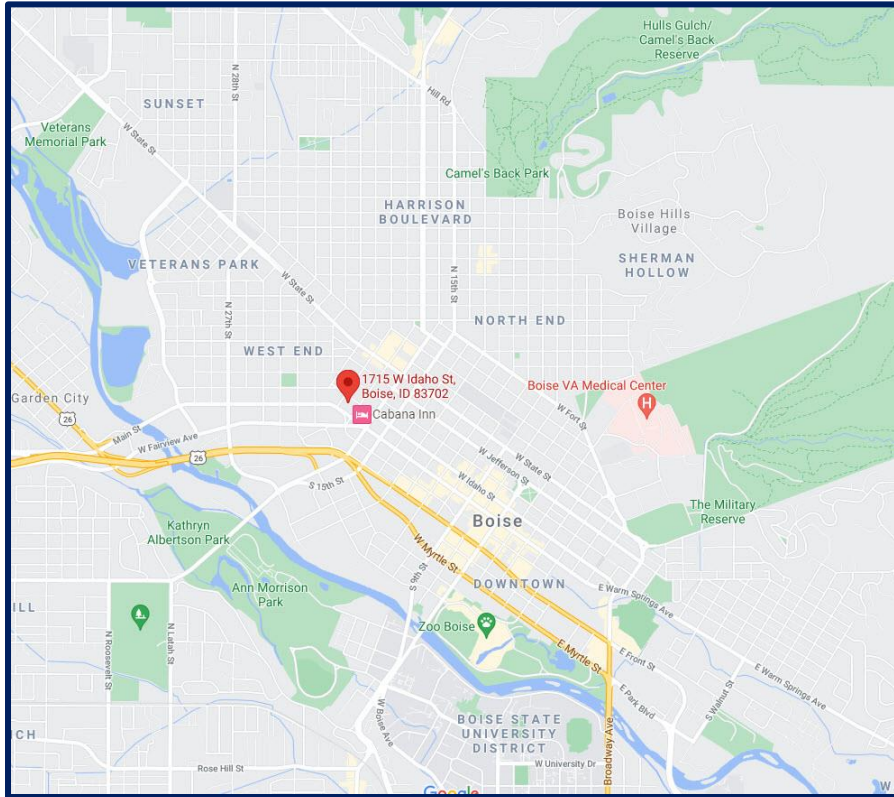 Hulls Gulch/
Camel's Back
Reserve
N 28th St
SUNSET
Hill Rd
Veterans
Memorial Park
W State St
Camel's Back Park
HARRISON
BOULEVARD
Boise Hills
Village
SHERMAN
HOLLOW
VETERANS PARK
W State St
N 15th St
N 27th St
NORTH END
WEST END
1715 W Idaho St,
Boise, ID 83702
Boise VA Medical Center
H
Garden City
26
Cabana Inn
Main St
W Fairview Ave
W Fort St
26
W State St
W Jefferson St
S 15th St
W Idaho St
The Military
Reserve
Kathryn
Albertson Park
Boise
W Myrtle St
Ann Morrison
Park
S 9th St
DOWNTOWN
E Warm Springs Ave
ILL
Zoo Boise
N Roosevelt St
N Latah St
E Myrtle St
E Front St
E Warm Springs Ave
E Park Blvd
S Walnut St
W Boise Ave
BOISE STATE
UNIVERSITY
DISTRICT
Broadway Ave
CH
Rose Hill St
W University Dr
Google
W